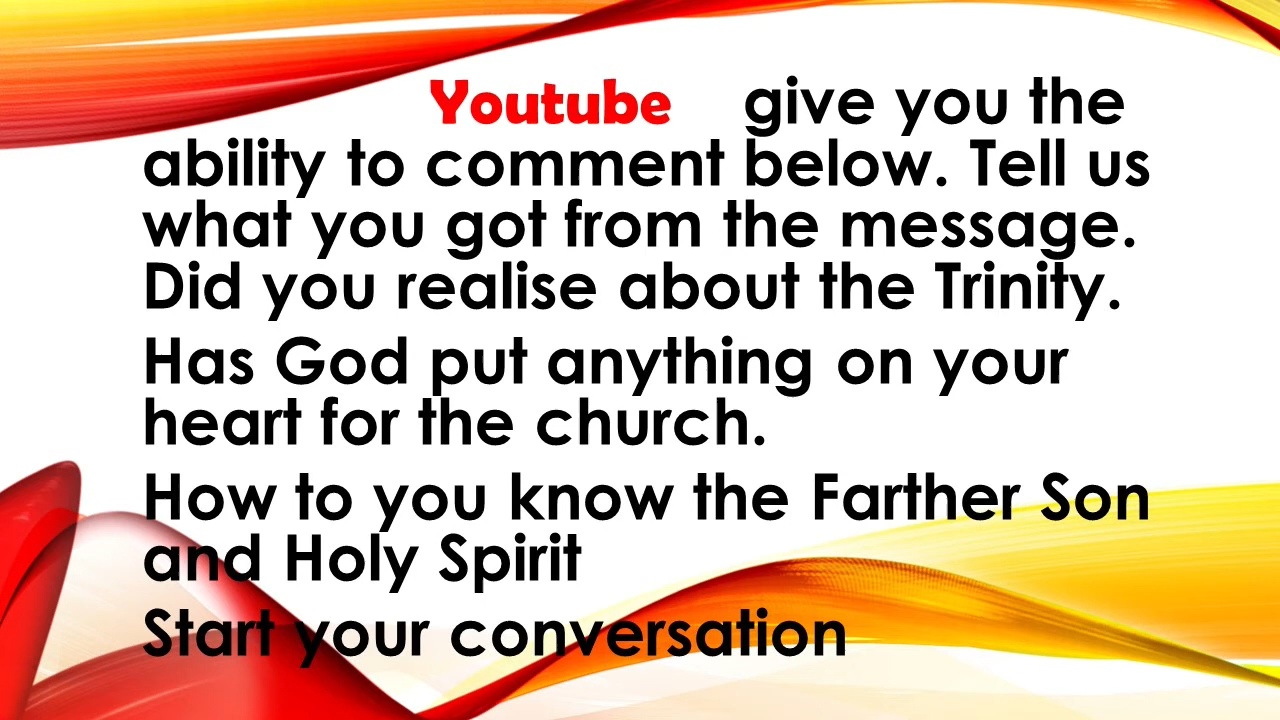 Youtube give you the
ability to comment below. Tell us
what you got from the message.
Did you realise about the Trinity.
Has God put anything on your
heart for the church.
How to you know the Farther Son
and Holy Spirit
Start your conversation